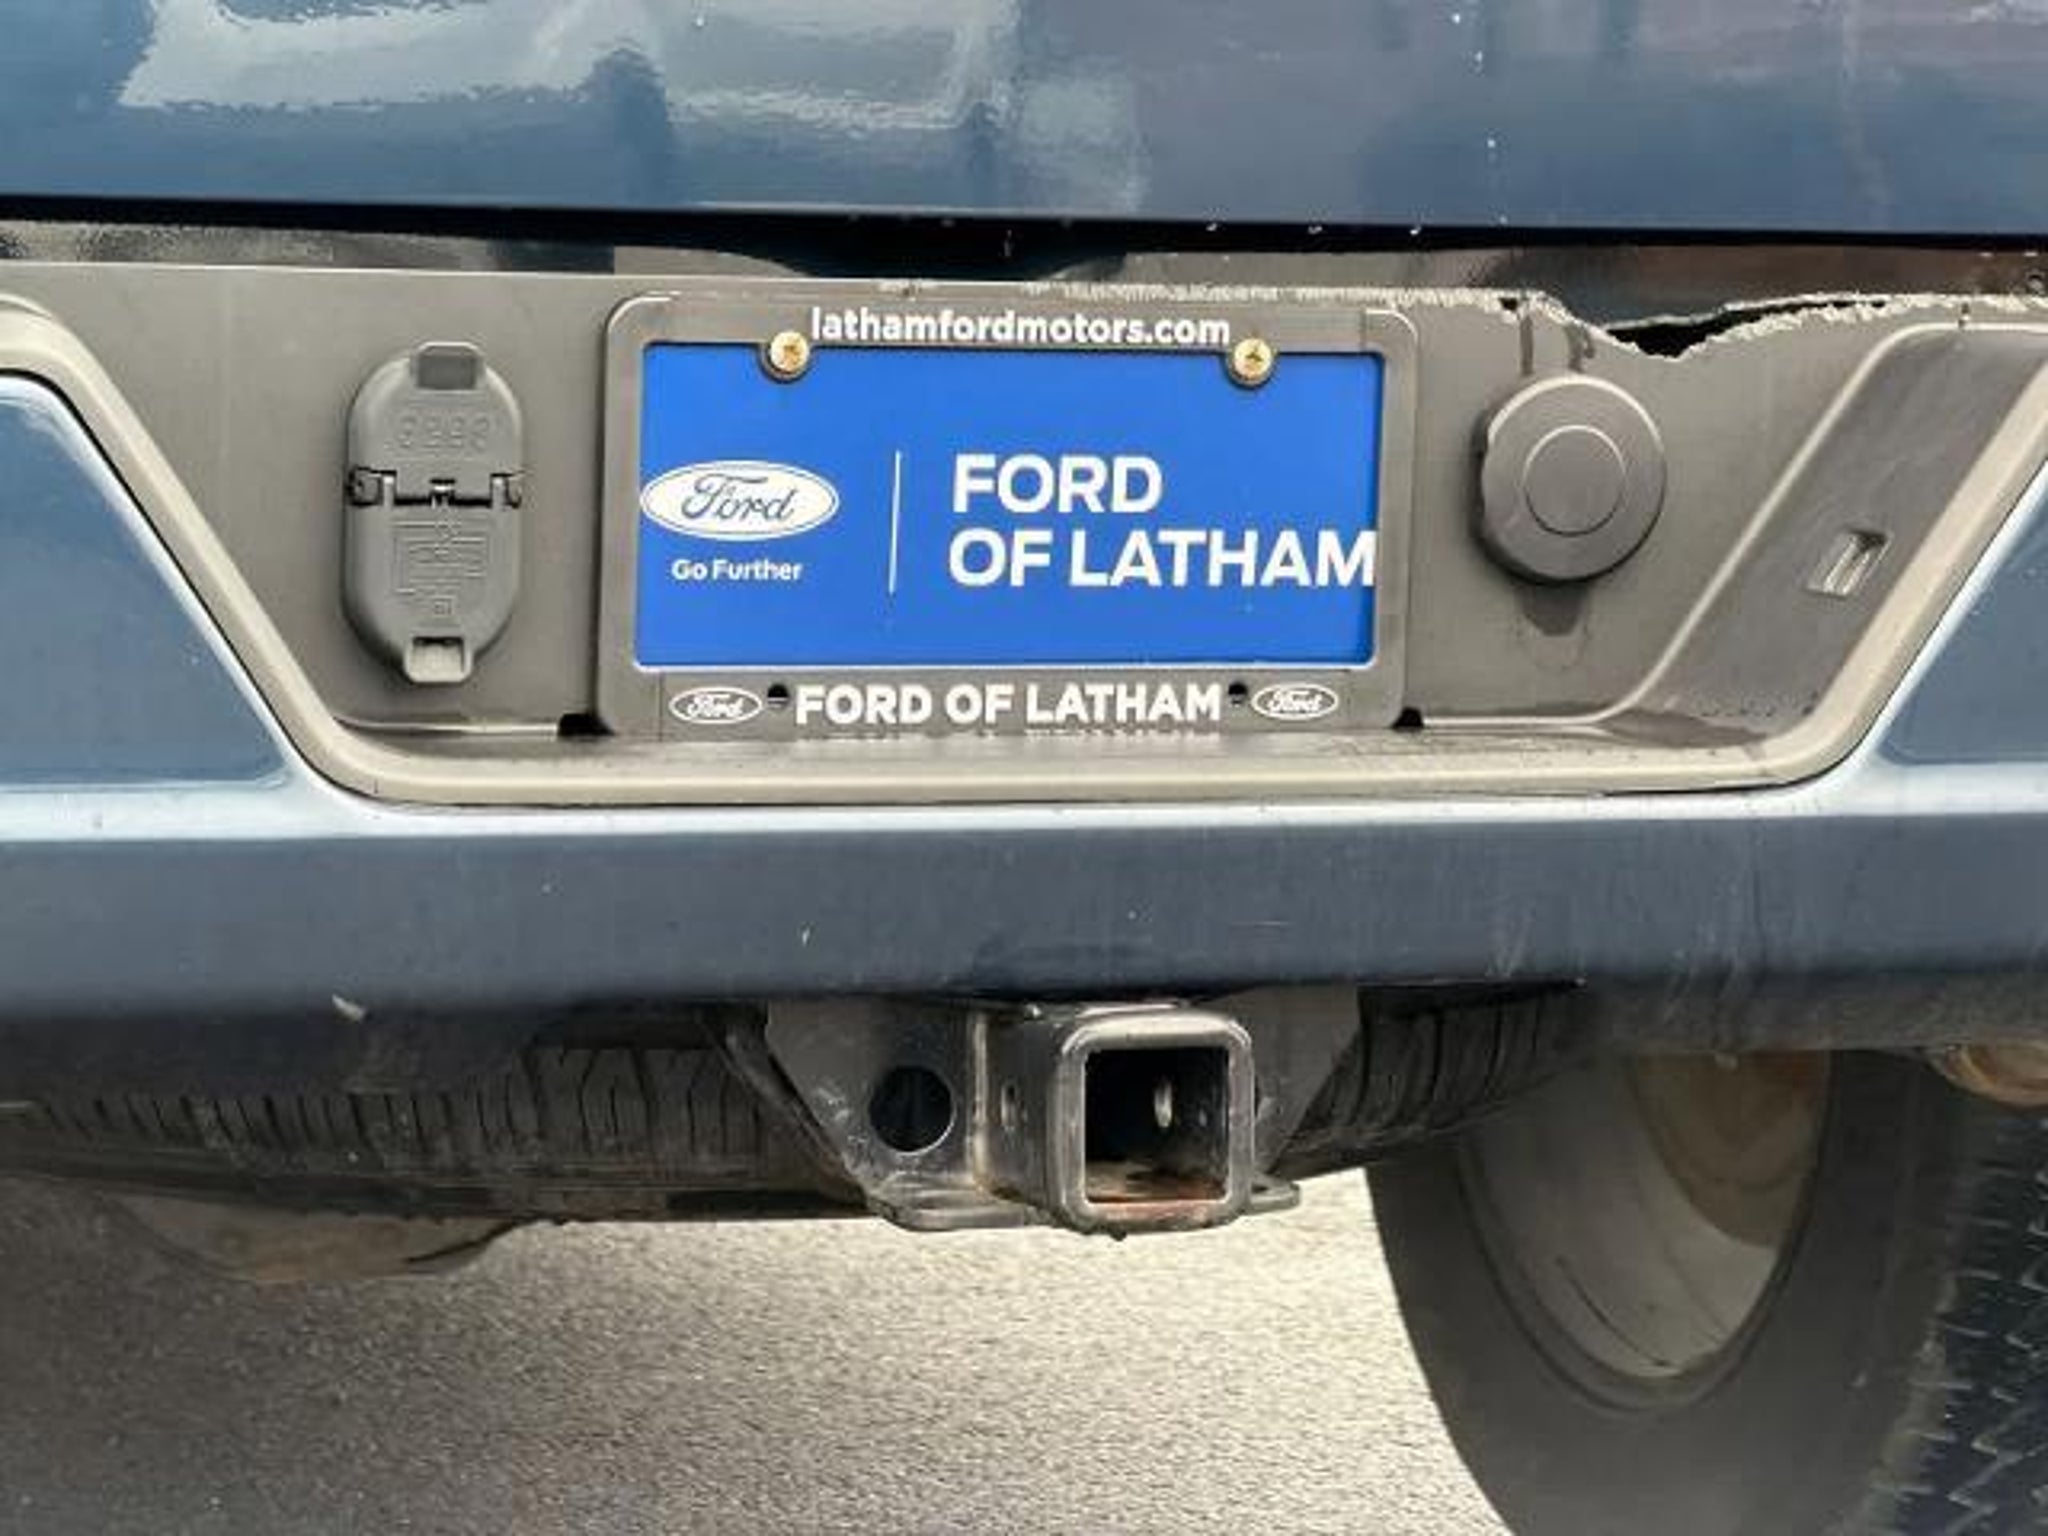 lathamfordmotors.com
Ford
Go Further
FORD
OF LATHAM
Ford FORD OF LATHAM Ford